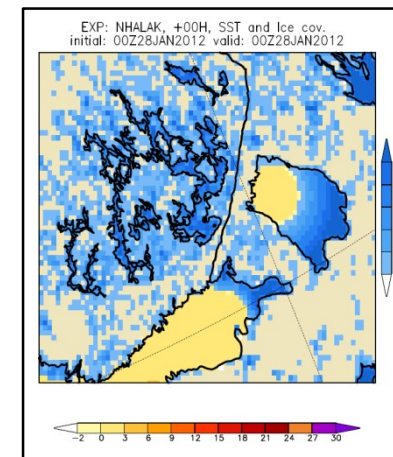 EXP: NHALAK, +00H, SST and Ice cov.
initial: 00Z28JAN2012 valid: 00Z28JAN2012
-2 0 3 6 9 12 15 18 21 24 27 30